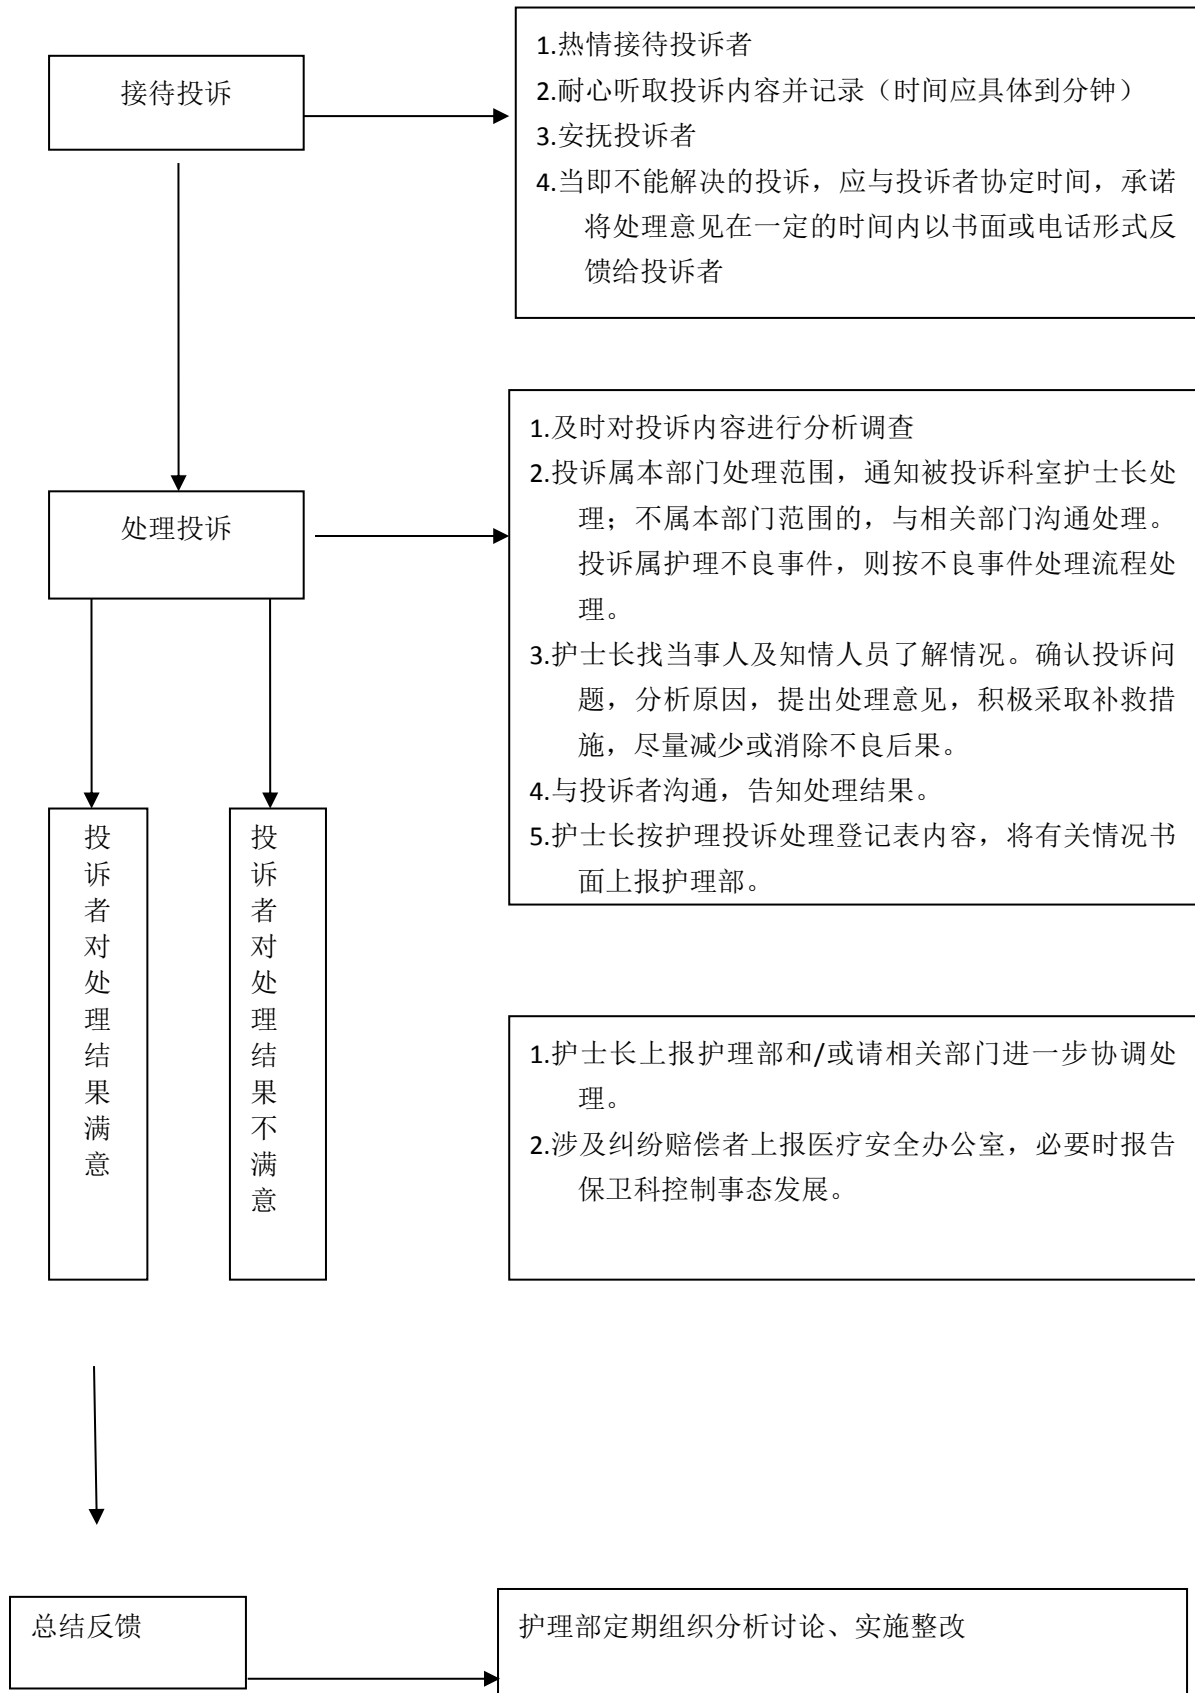 接待投诉
1.热情接待投诉者
2.耐心听取投诉内容并记录（时间应具体到分钟）
3.安抚投诉者
4.当即不能解决的投诉，应与投诉者协定时间，承诺
将处理意见在一定的时间内以书面或电话形式反
馈给投诉者
处理投诉
1.及时对投诉内容进行分析调查
2.投诉属本部门处理范围，通知被投诉科室护士长处
理；不属本部门范围的，与相关部门沟通处理。
投诉属护理不良事件，则按不良事件处理流程处
理。
3.护士长找当事人及知情人员了解情况。确认投诉问
题，分析原因，提出处理意见，积极采取补救措
施，尽量减少或消除不良后果。
4.与投诉者沟通，告知处理结果。
5.护士长按护理投诉处理登记表内容，将有关情况书
面上报护理部。
投诉者对处理结果满意
投诉者对处理结果不满意
1.护士长上报护理部和/或请相关部门进一步协调处
理。
2.涉及纠纷赔偿者上报医疗安全办公室，必要时报告
保卫科控制事态发展。
总结反馈
护理部定期组织分析讨论、实施整改